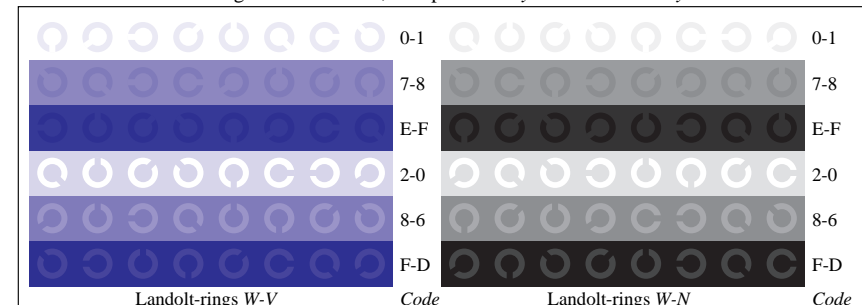 0-1 0-1
7-8 7-8
E-F E-F
2-0 2-0
8-6 8-6
F-D F-D
Landolt-rings W-V Code Landolt-rings W-N Code